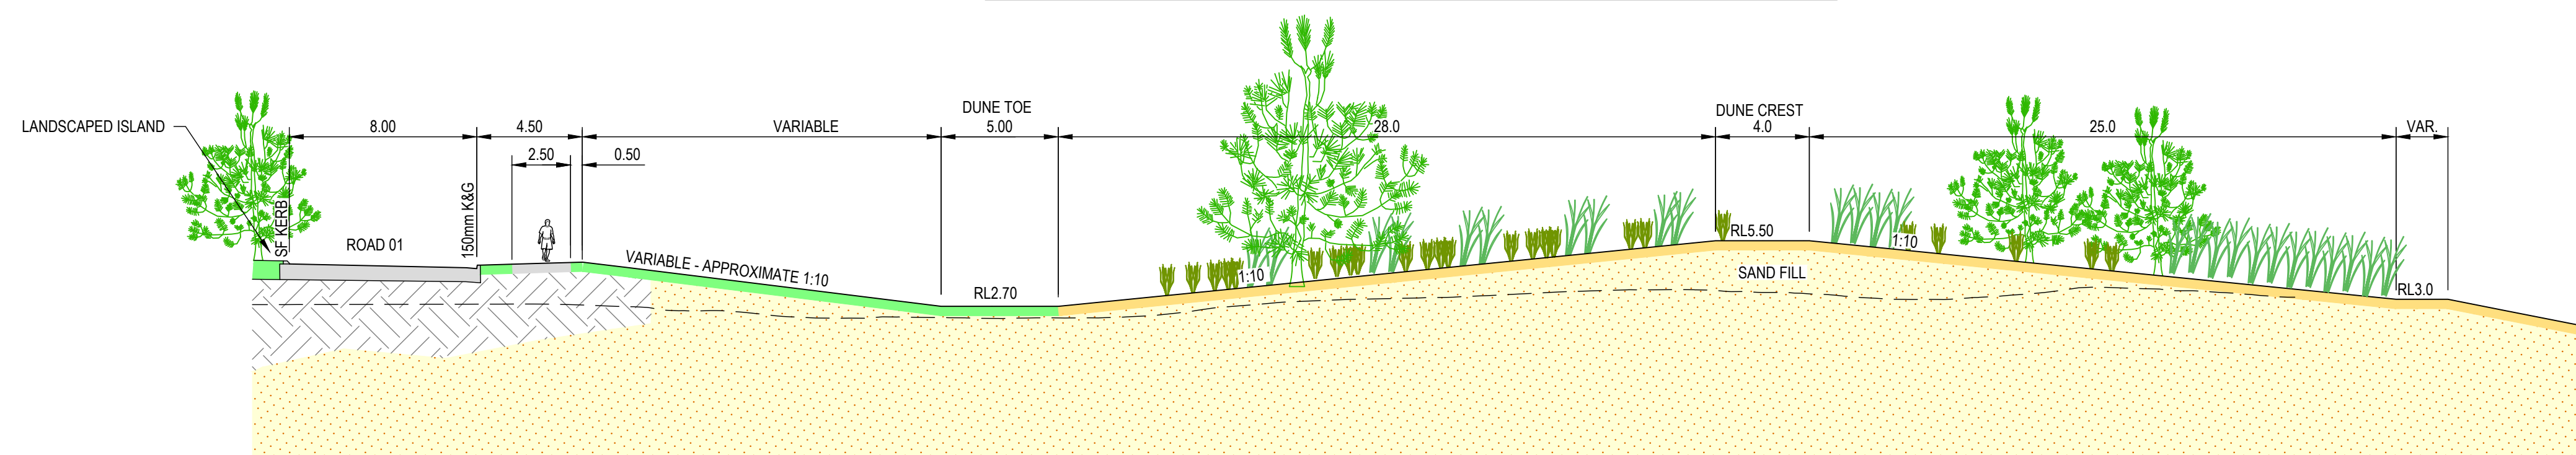 DUNE TOE
DUNE CREST
LANDSCAPED ISLAND
8.00
4.50
VARIABLE
5.00
28.0
4.0
25.0
VAR.
2.50
0.50
SF KERB
150mm K&G
ROAD 01
VARIABLE - APPROXIMATE 1:10
RL2.70
1:10
RL5.50
1:10
SAND FILL
RL3.0